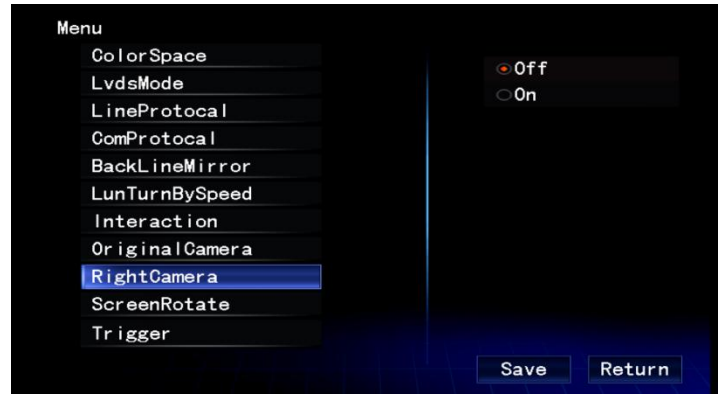 Menu
ColorSpace
LvdsMode
LineProtocal
ComProtocal
BackLineMirror
LunTurnBySpeed
Interaction
OriginalCamera
RightCamera
ScreenRotate
Trigger
Off
On
Save Return